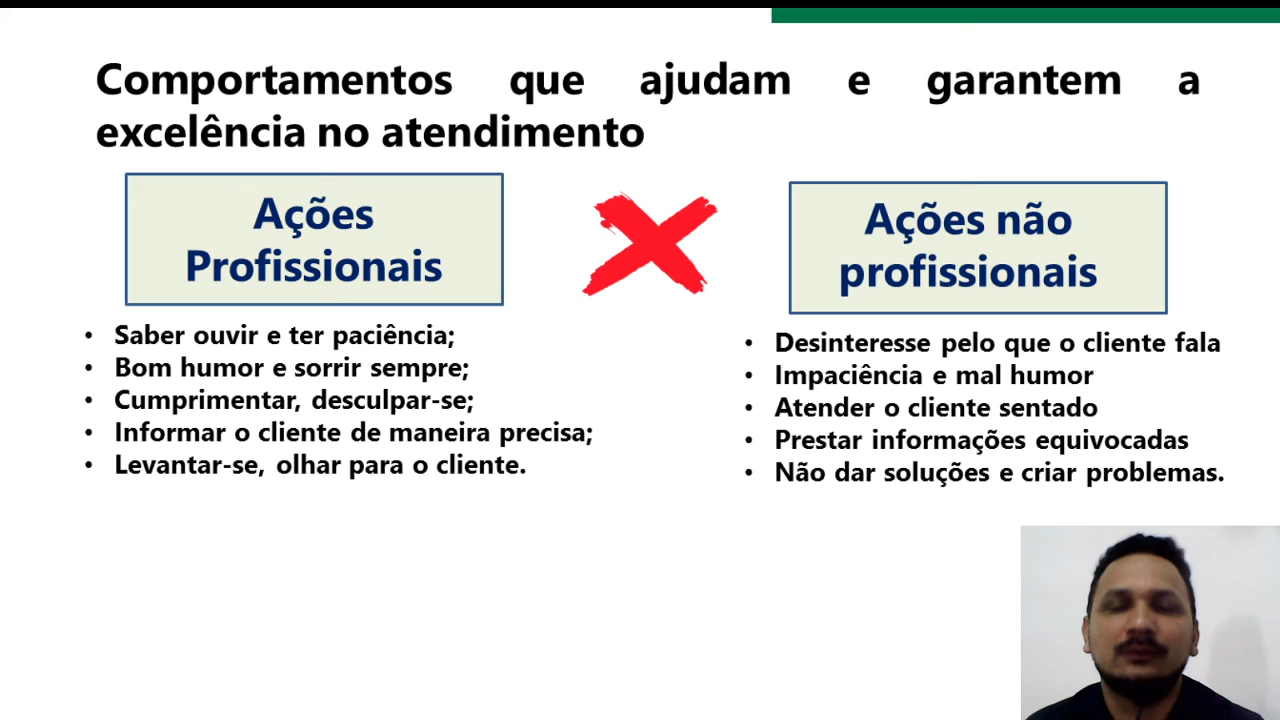 Comportamentos que ajudam e garantem a
excelência no atendimento
Ações
Profissionais
• Saber ouvir e ter paciência;
• Bom humor e sorrir sempre;
• Cumprimentar, desculpar-se;
• Informar o cliente de maneira precisa;
• Levantar-se, olhar para o cliente.
Ações não
profissionais
• Desinteresse pelo que o cliente fala
• Impaciência e mal humor
• Atender o cliente sentado
• Prestar informações equivocadas
• Não dar soluções e criar problemas.